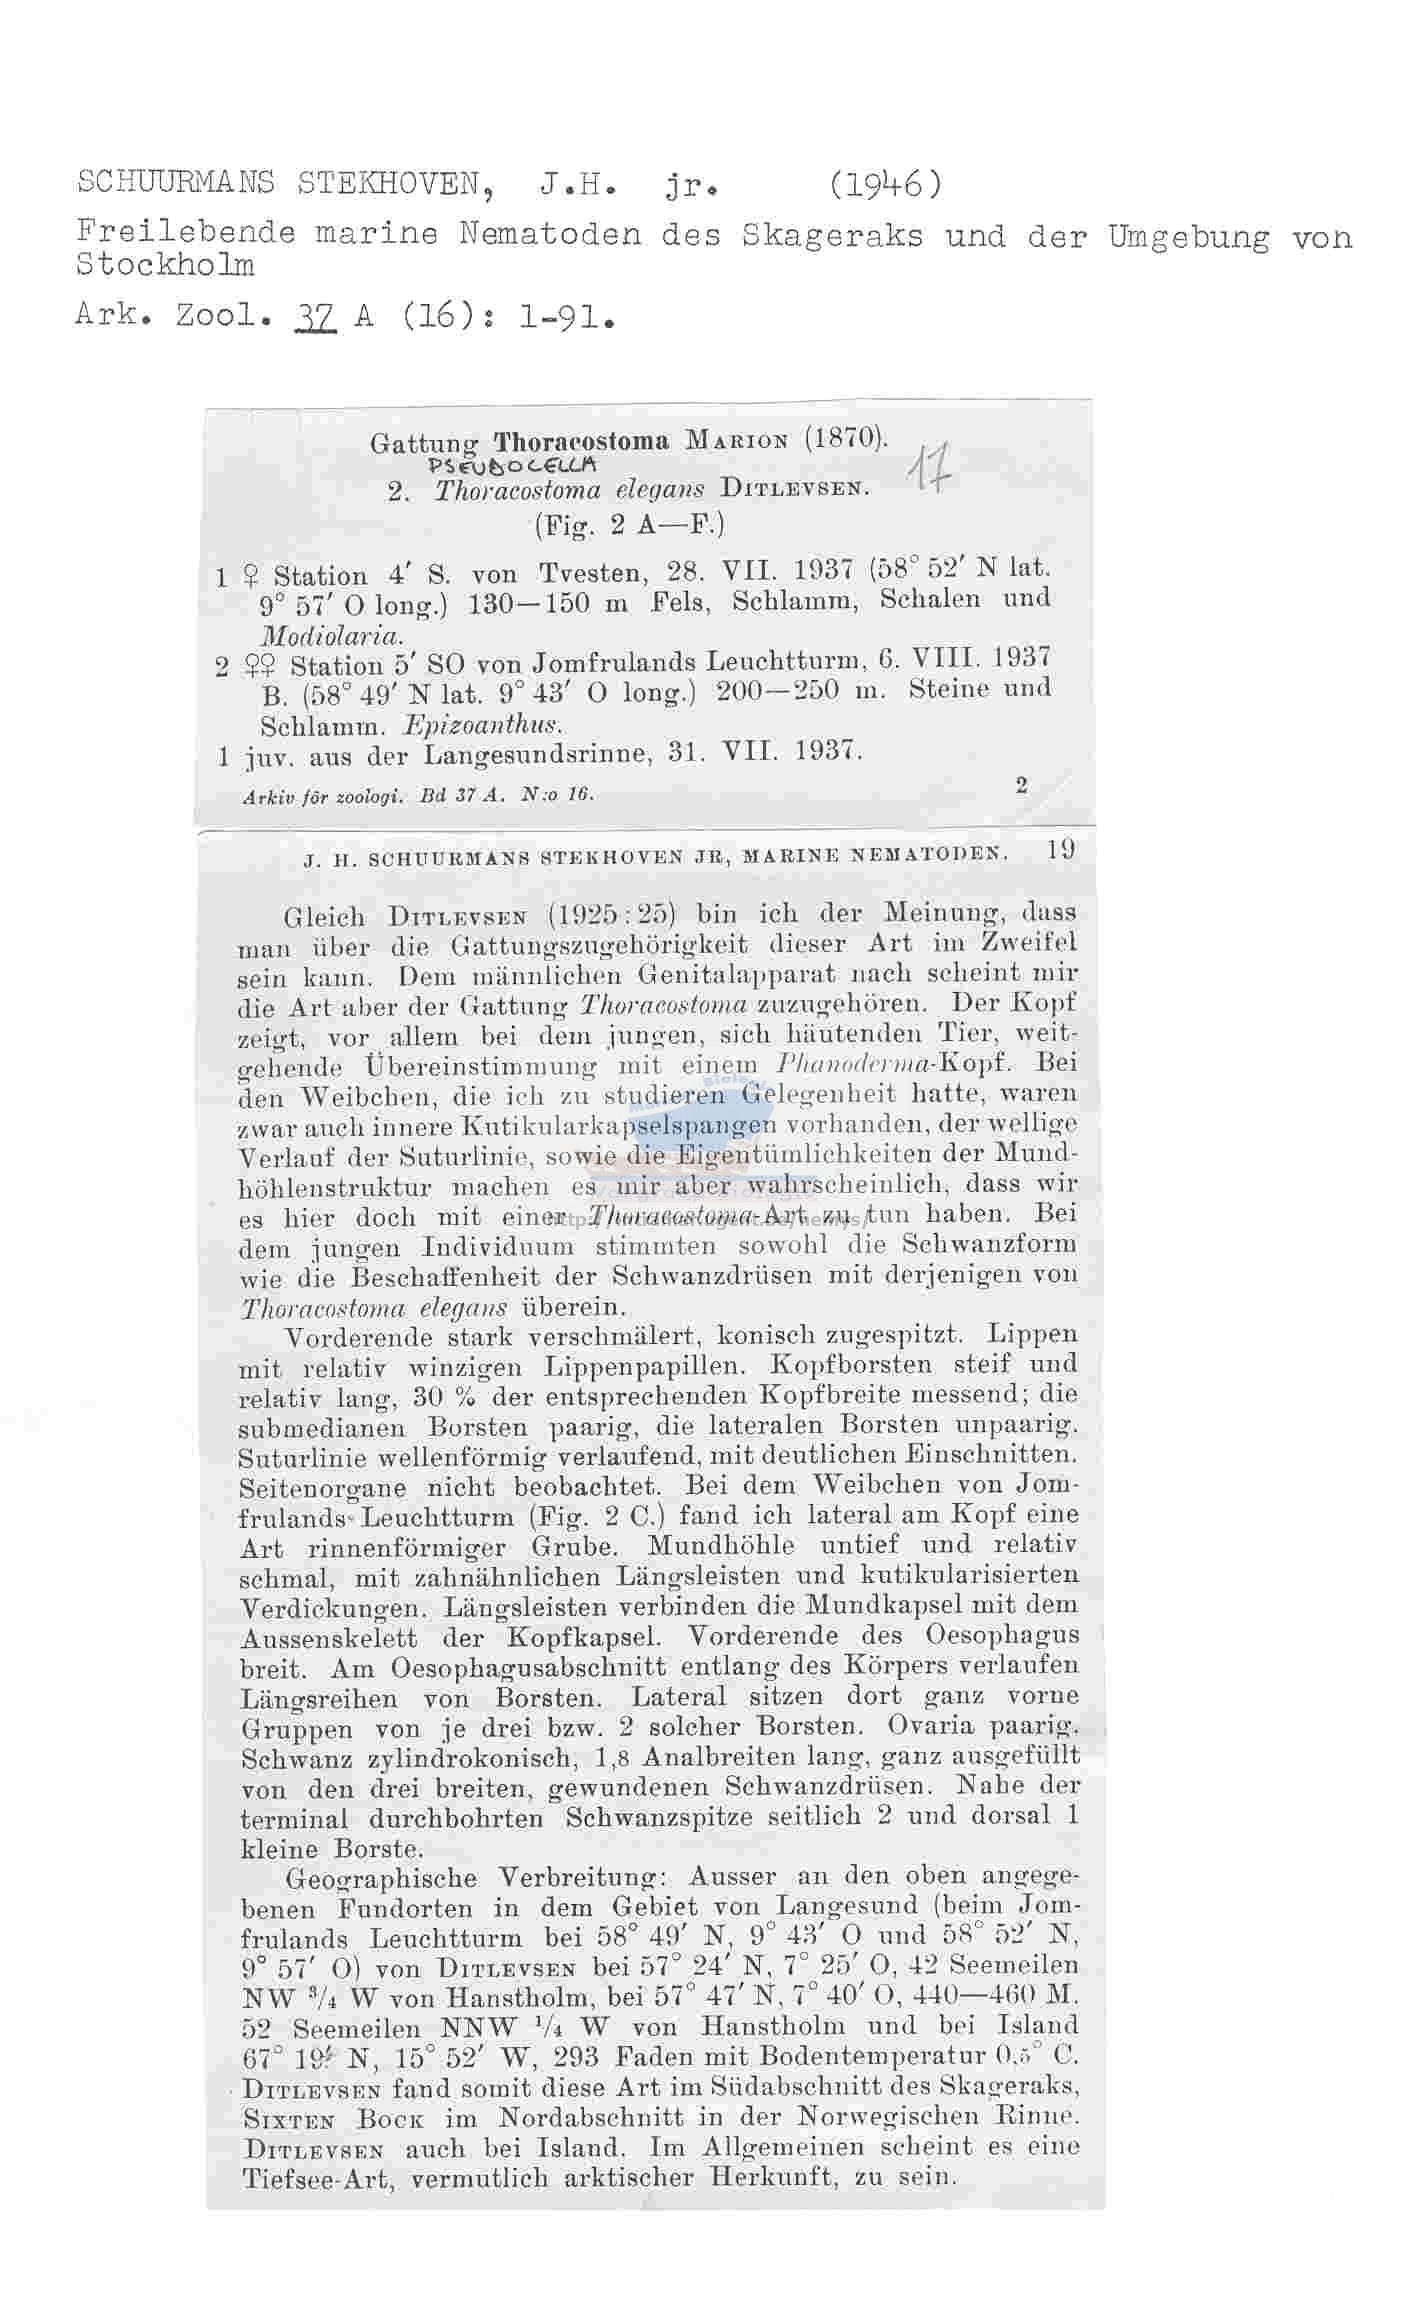 SCHUURMANS STEKHOVEN, J.H. jr. (1946)
Freilebende marine Nematoden des Skageraks und der Umgebung von
Stockholm
Ark. Zool. 37 A (16): 1-91.
Gattung Thoracostoma MARION (1870).
PSEUDOCELLA
17
2. Thoracostoma elegans DITLEVSEN.
(Fig. 2 A—F.)
1 ♀ Station 4′ S. von Tvesten, 28. VII. 1937 (58° 52′ N lat.
9° 57′ O long.) 130—150 m Fels, Schlamm, Schalen und
Modiolaria.
2 ♀♀ Station 5′ SO von Jomfrulands Leuchtturm, 6. VIII. 1937
B. (58° 49′ N lat. 9° 43′ O long.) 200—250 m. Steine und
Schlamm. Epizoanthus.
1 juv. aus der Langesundsrinne, 31. VII. 1937.
Arkiv för zoologi. Bd 37 A. N:o 16. 2
J. H. SCHUURMANS STEKHOVEN JR, MARINE NEMATODEN. 19
Gleich DITLEVSEN (1925:25) bin ich der Meinung, dass
man über die Gattungszugehörigkeit dieser Art im Zweifel
sein kann. Dem männlichen Genitalapparat nach scheint mir
die Art aber der Gattung Thoracostoma zuzugehören. Der Kopf
zeigt, vor allem bei dem jungen, sich häutenden Tier, weit-
gehende Übereinstimmung mit einem Phanoderma-Kopf. Bei
den Weibchen, die ich zu studieren Gelegenheit hatte, waren
zwar auch innere Kutikularkapselspangen vorhanden, der wellige
Verlauf der Suturlinie, sowie die Eigentümlichkeiten der Mund-
höhlenstruktur machen es mir aber wahrscheinlich, dass wir
es hier doch mit einer Thoracostoma-Art zu tun haben. Bei
dem jungen Individuum stimmten sowohl die Schwanzform
wie die Beschaffenheit der Schwanzdrüsen mit derjenigen von
Thoracostoma elegans überein.
Vorderende stark verschmälert, konisch zugespitzt. Lippen
mit relativ winzigen Lippenpapillen. Kopfborsten steif und
relativ lang, 30 % der entsprechenden Kopfbreite messend; die
submedianen Borsten paarig, die lateralen Borsten unpaarig.
Suturlinie wellenförmig verlaufend, mit deutlichen Einschnitten.
Seitenorgane nicht beobachtet. Bei dem Weibchen von Jom-
frulands Leuchtturm (Fig. 2 C.) fand ich lateral am Kopf eine
Art rinnenförmiger Grube. Mundhöhle untief und relativ
schmal, mit zahnähnlichen Längsleisten und kutikularisierten
Verdickungen. Längsleisten verbinden die Mundkapsel mit dem
Aussenskelett der Kopfkapsel. Vorderende des Oesophagus
breit. Am Oesophagusabschnitt entlang des Körpers verlaufen
Längsreihen von Borsten. Lateral sitzen dort ganz vorne
Gruppen von je drei bzw. 2 solcher Borsten. Ovaria paarig.
Schwanz zylindrokonisch, 1,8 Analbreiten lang, ganz ausgefüllt
von den drei breiten, gewundenen Schwanzdrüsen. Nahe der
terminal durchbohrten Schwanzspitze seitlich 2 und dorsal 1
kleine Borste.
Geographische Verbreitung: Ausser an den oben angege-
benen Fundorten in dem Gebiet von Langesund (beim Jom-
frulands Leuchtturm bei 58° 49′ N, 9° 43′ O und 58° 52′ N,
9° 57′ O) von DITLEVSEN bei 57° 24′ N, 7° 25′ O, 42 Seemeilen
NW ³/₄ W von Hanstholm, bei 57° 47′ N, 7° 40′ O, 440—460 M.
52 Seemeilen NNW ¹/₄ W von Hanstholm und bei Island
67° 19′ N, 15° 52′ W, 293 Faden mit Bodentemperatur 0,5° C.
DITLEVSEN fand somit diese Art im Südabschnitt des Skageraks,
SIXTEN BOCK im Nordabschnitt in der Norwegischen Rinne.
DITLEVSEN auch bei Island. Im Allgemeinen scheint es eine
Tiefsee-Art, vermutlich arktischer Herkunft, zu sein.